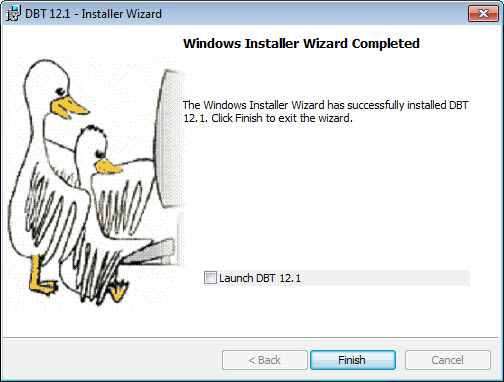 DBT 12.1 - Installer Wizard
Windows Installer Wizard Completed
The Windows Installer Wizard has successfully installed DBT
12.1. Click Finish to exit the wizard.
Launch DBT 12.1
< Back
Finish
Cancel